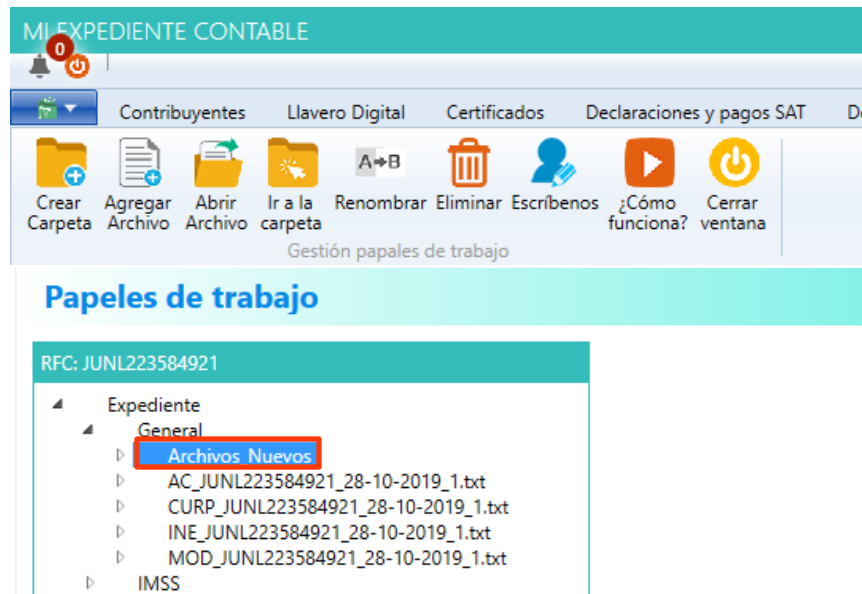 MI EXPEDIENTE CONTABLE
0
Contribuyentes Llavero Digital Certificados Declaraciones y pagos SAT
A B
Crear Agregar Abrir Ir a la Renombrar Eliminar Escríbenos ¿Cómo Cerrar
Carpeta Archivo Archivo carpeta funciona? ventana
Gestión papales de trabajo
Papeles de trabajo
RFC: JUNL223584921
Expediente
General
Archivos_Nuevos
AC_JUNL223584921_28-10-2019_1.txt
CURP_JUNL223584921_28-10-2019_1.txt
INE_JUNL223584921_28-10-2019_1.txt
MOD_JUNL223584921_28-10-2019_1.txt
IMSS